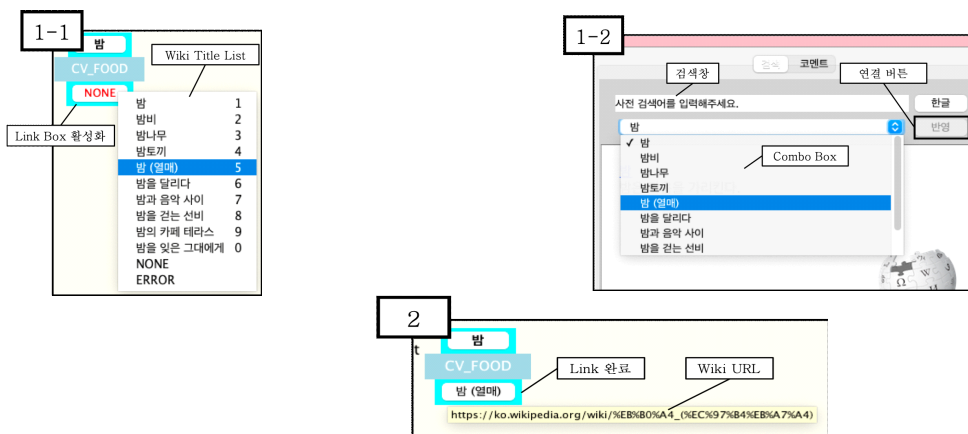 1-1
밤
Wiki Title List
CV_FOOD
NONE
Link Box 활성화
밤 1
밤비 2
밤나무 3
밤토끼 4
밤 (열매) 5
밤을 달리다 6
밤과 음악 사이 7
밤을 걷는 선비 8
밤의 카페 테라스 9
밤을 잊은 그대에게 0
NONE
ERROR
1-2
검색 코멘트
검색창
연결 버튼
사전 검색어를 입력해주세요.
한글
밤
반영
✓ 밤
밤비
Combo Box
밤나무
밤토끼
밤 (열매)
밤을 달리다
밤과 음악 사이
밤을 걷는 선비
Ω W
2
t
밤
CV_FOOD
Link 완료
Wiki URL
밤 (열매)
https://ko.wikipedia.org/wiki/%EB%B0%A4_(%EC%97%B4%EB%A7%A4)